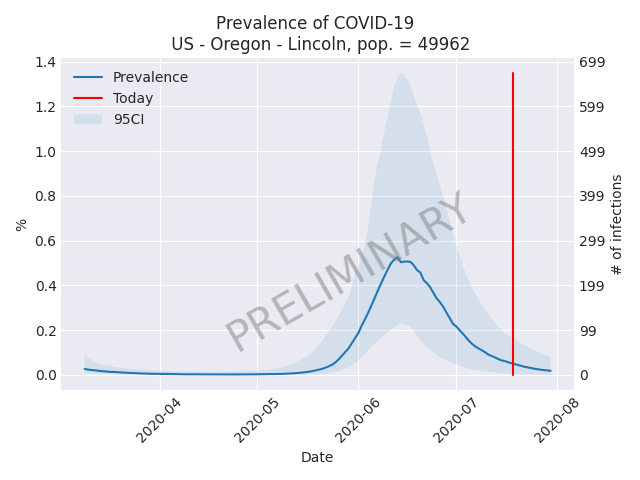 Prevalence of COVID-19
US - Oregon - Lincoln, pop. = 49962
Prevalence
Today
95CI
PRELIMINARY
%
1.4
1.2
1.0
0.8
0.6
0.4
0.2
0.0
699
599
499
399
299
199
99
0
# of infections
2020-04
2020-05
2020-06
2020-07
2020-08
Date